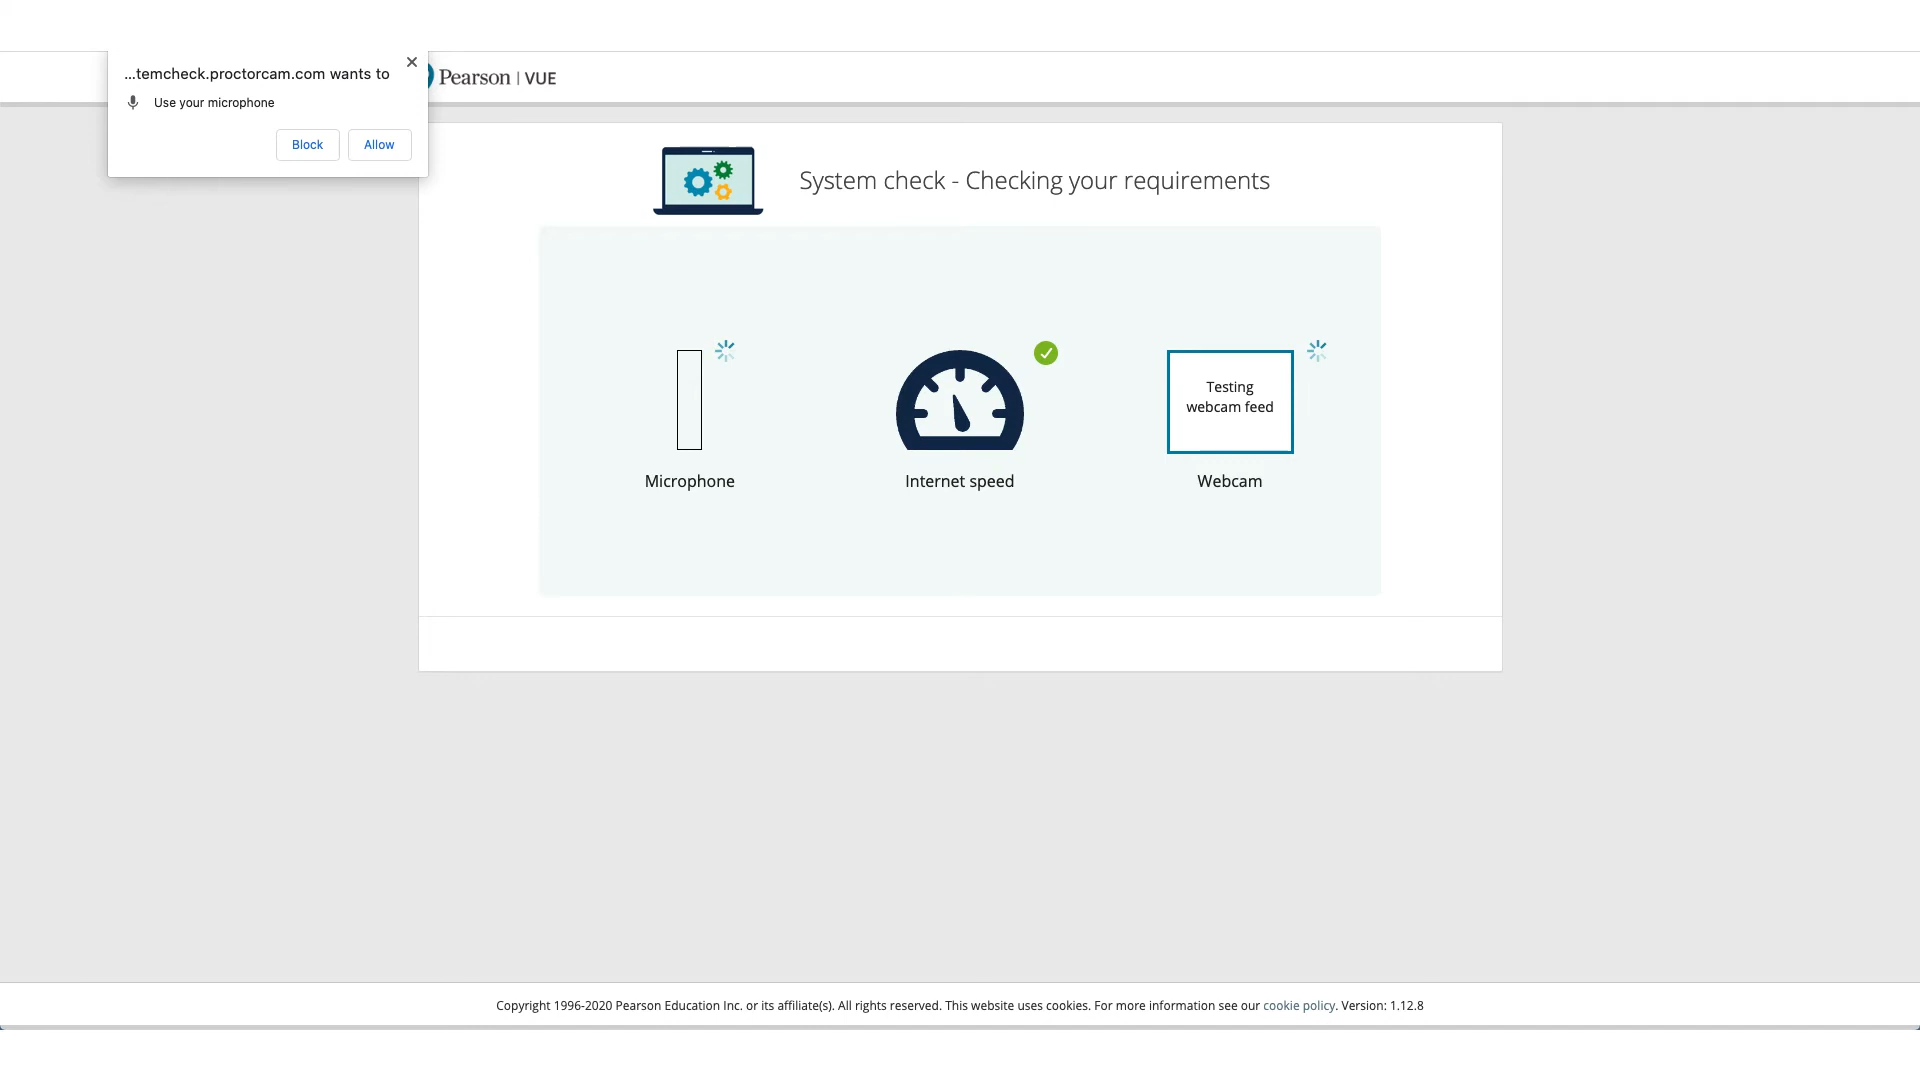 ...temcheck.proctorcam.com wants to
Use your microphone
Block
Allow
Pearson | VUE
System check - Checking your requirements
Testing
webcam feed
Microphone
Internet speed
Webcam
Copyright 1996-2020 Pearson Education Inc. or its affiliate(s). All rights reserved. This website uses cookies. For more information see our cookie policy. Version: 1.12.8